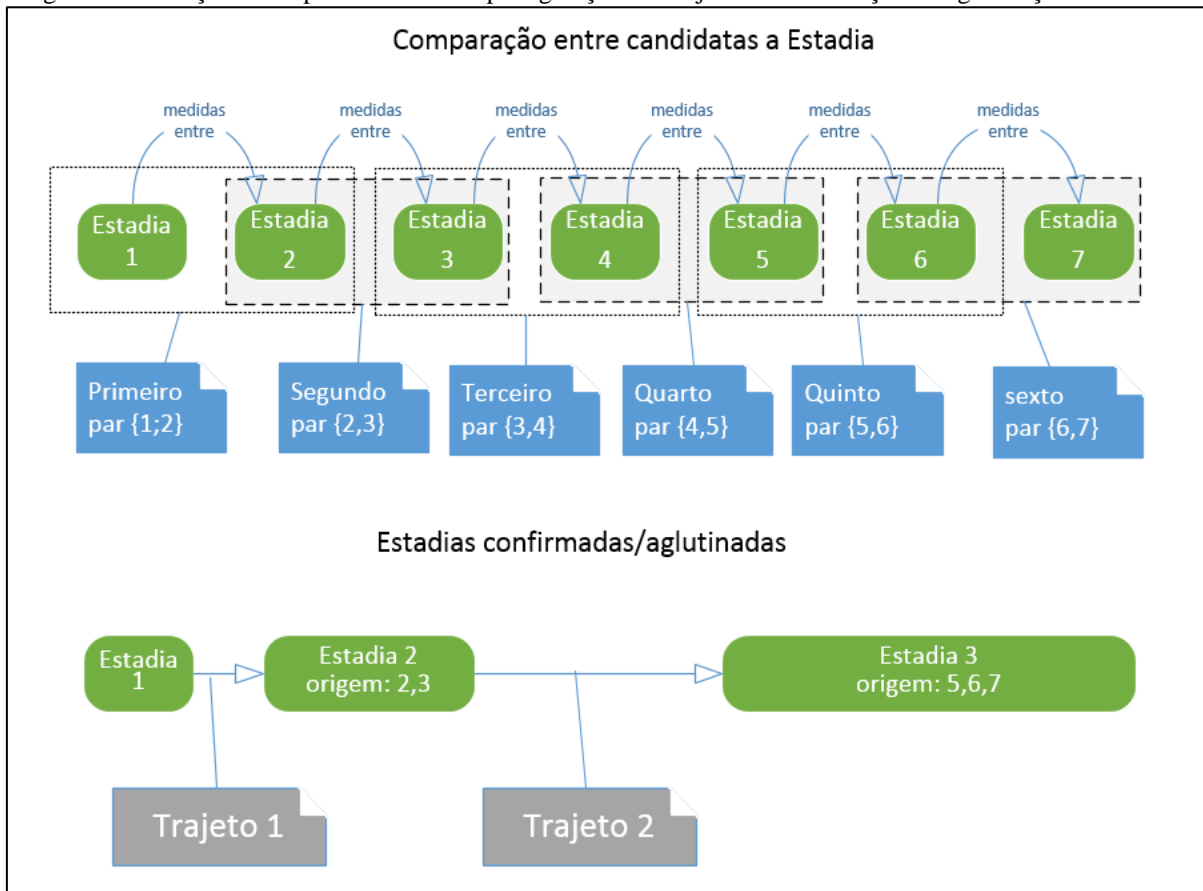 Comparação entre candidatas a Estadia
medidas
entre
medidas
entre
medidas
entre
medidas
entre
medidas
entre
medidas
entre
Estadia
1
Estadia
2
Estadia
3
Estadia
4
Estadia
5
Estadia
6
Estadia
7
Primeiro
par {1;2}
Segundo
par {2,3}
Terceiro
par {3,4}
Quarto
par {4,5}
Quinto
par {5,6}
sexto
par {6,7}
Estadias confirmadas/aglutinadas
Estadia
1
Estadia 2
origem: 2,3
Estadia 3
origem: 5,6,7
Trajeto 1
Trajeto 2